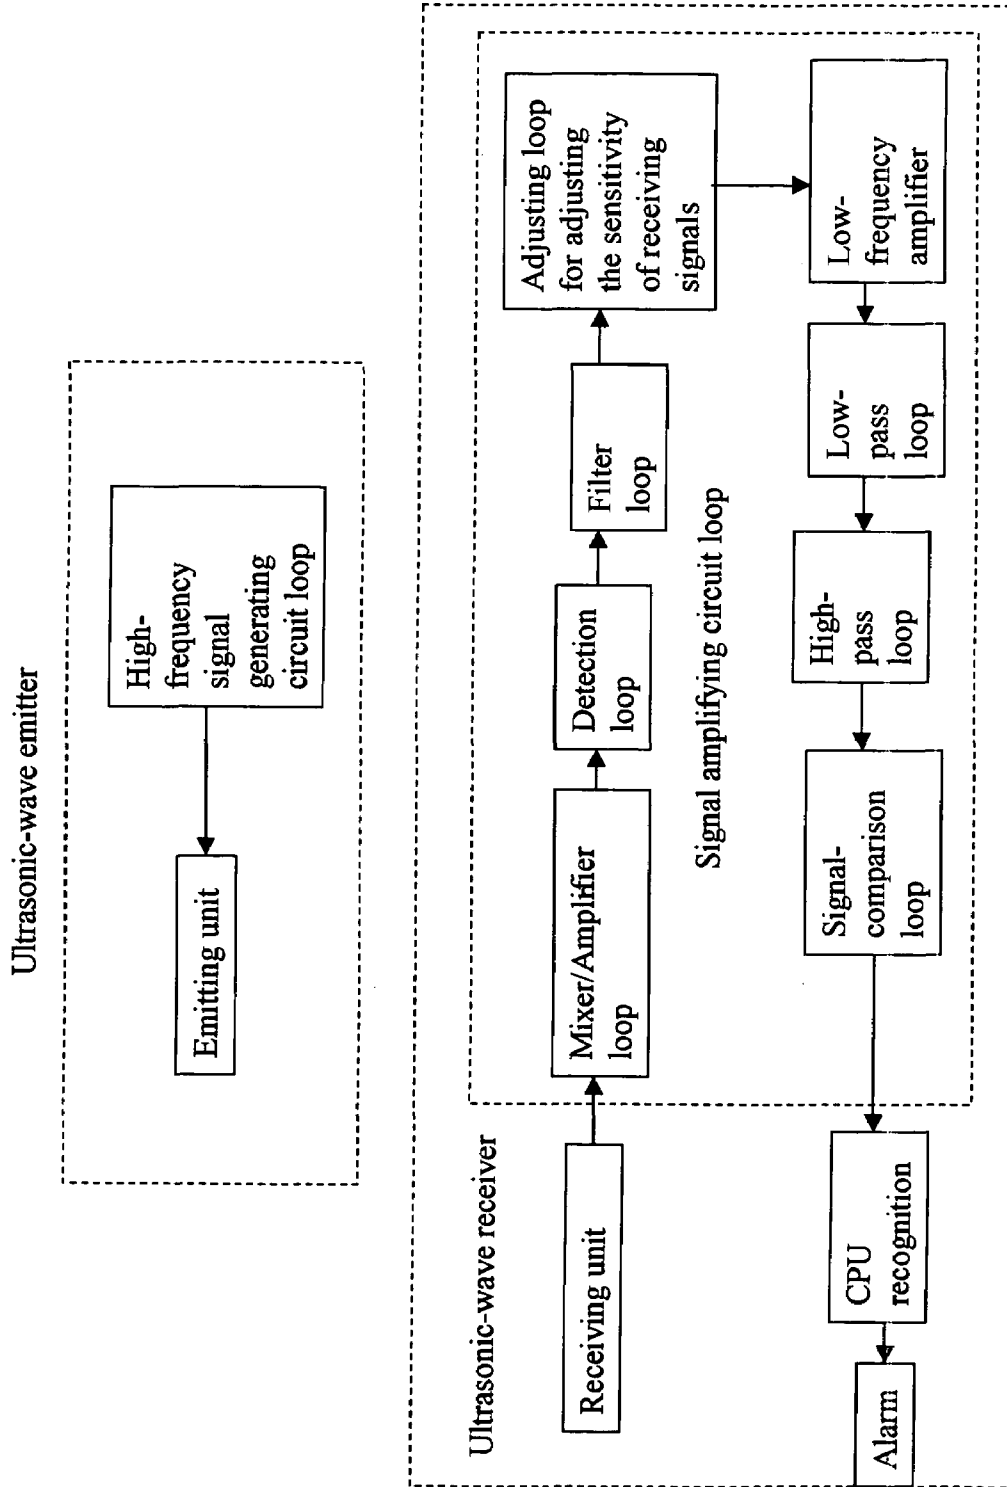 Ultrasonic-wave emitter
Emitting unit
High-
frequency
signal
generating
circuit loop
Ultrasonic-wave receiver
Receiving unit
Mixer/Amplifier
loop
Detection
loop
Filter
loop
Adjusting loop
for adjusting
the sensitivity
of receiving
signals
Signal amplifying circuit loop
Alarm
CPU
recognition
Signal-
comparison
loop
High-
pass
loop
Low-
pass
loop
Low-
frequency
amplifier